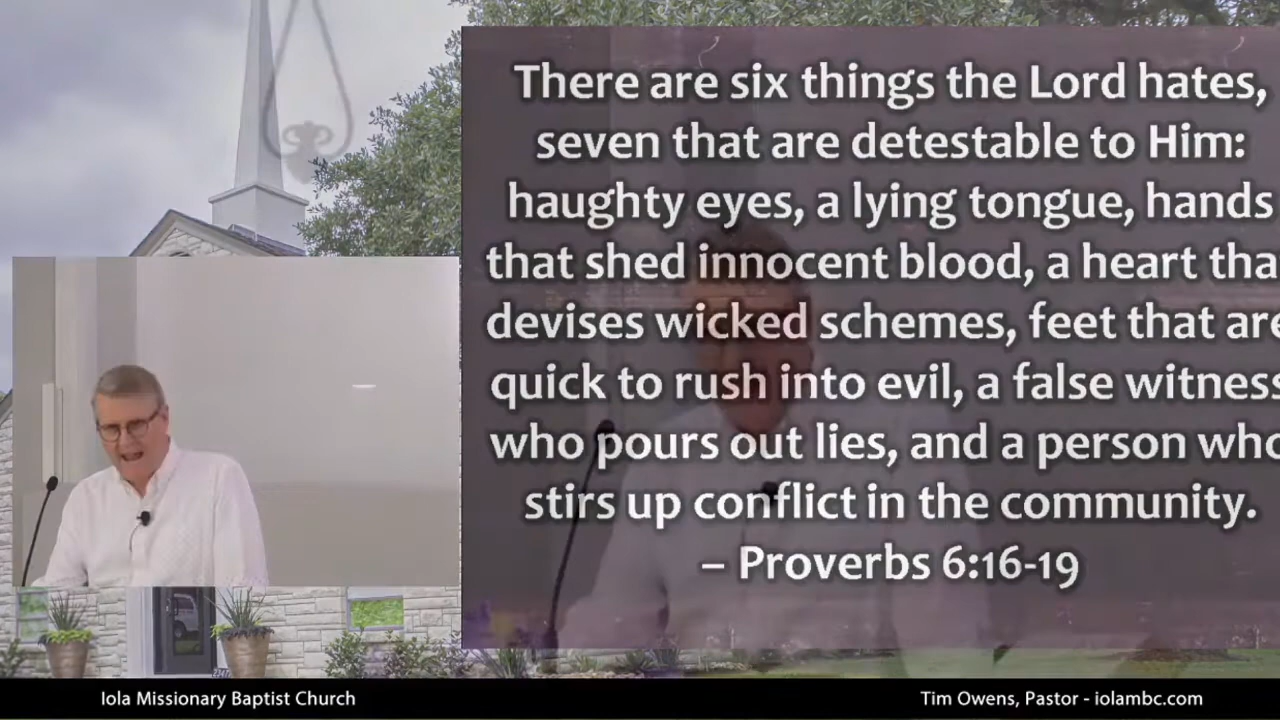 There are six things the Lord hates,
seven that are detestable to Him:
haughty eyes, a lying tongue, hands
that shed innocent blood, a heart tha
devises wicked schemes, feet that are
quick to rush into evil, a false witness
who pours out lies, and a person who
stirs up conflict in the community.
– Proverbs 6:16-19
Iola Missionary Baptist Church
Tim Owens, Pastor - iolambc.com